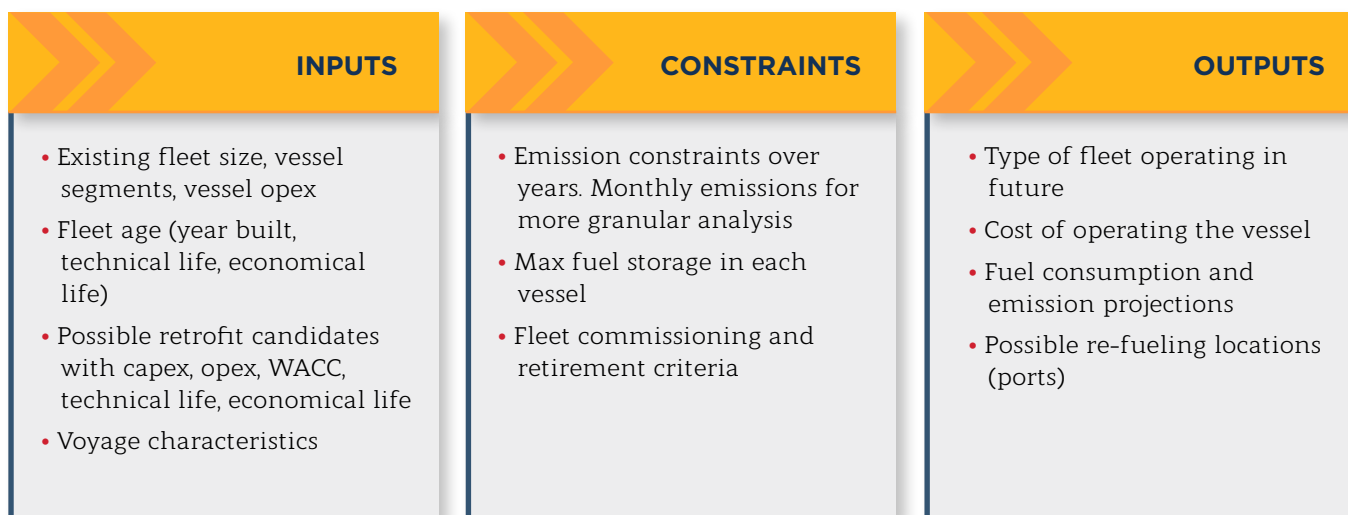 INPUTS
• Existing fleet size, vessel
segments, vessel opex
• Fleet age (year built,
technical life, economical
life)
• Possible retrofit candidates
with capex, opex, WACC,
technical life, economical life
• Voyage characteristics
CONSTRAINTS
• Emission constraints over
years. Monthly emissions for
more granular analysis
• Max fuel storage in each
vessel
• Fleet commissioning and
retirement criteria
OUTPUTS
• Type of fleet operating in
future
• Cost of operating the vessel
• Fuel consumption and
emission projections
• Possible re-fueling locations
(ports)